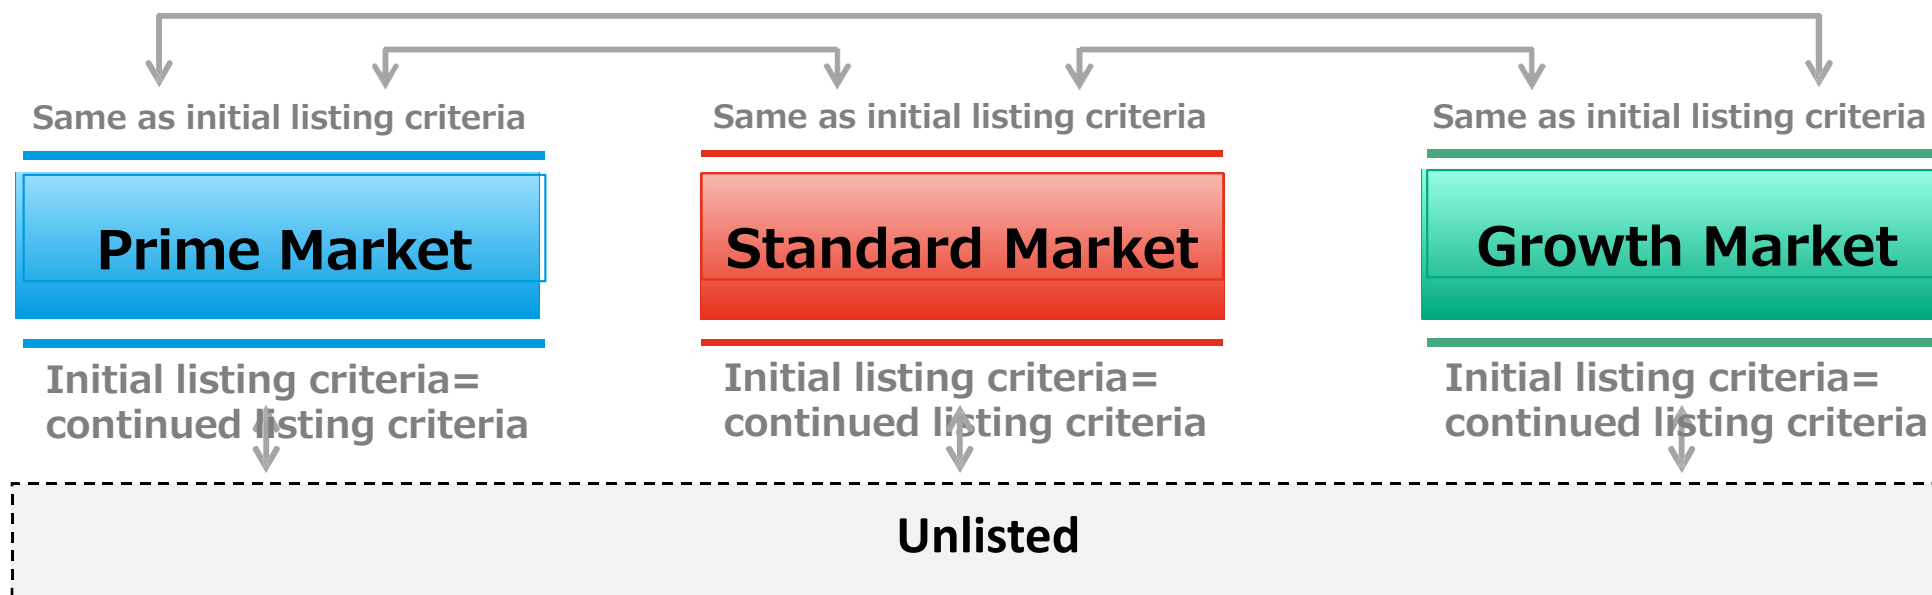 Same as initial listing criteria
Same as initial listing criteria
Same as initial listing criteria
Prime Market
Standard Market
Growth Market
Initial listing criteria=
continued listing criteria
Initial listing criteria=
continued listing criteria
Initial listing criteria=
continued listing criteria
Unlisted